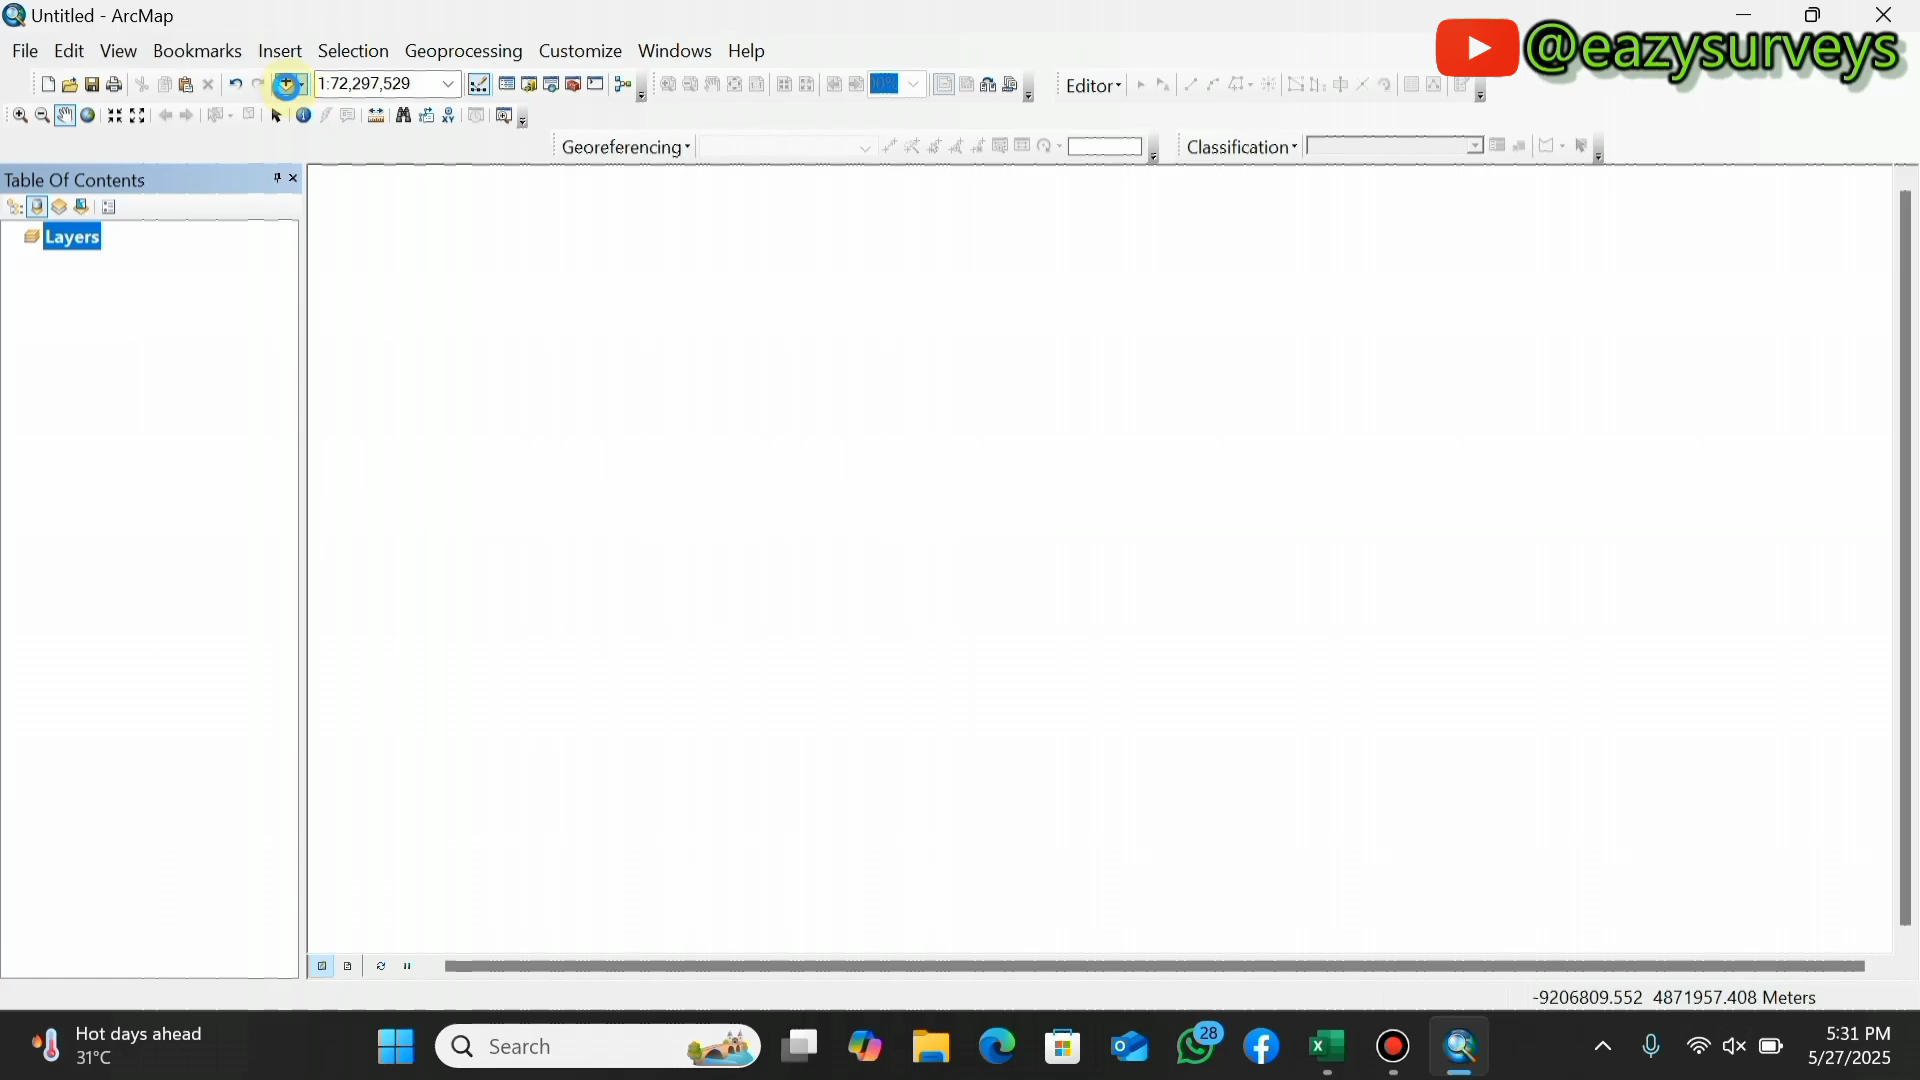 Untitled - ArcMap
@eazysurveys
File Edit View Bookmarks Insert Selection Geoprocessing Customize Windows Help
1:72,297,529
Editor
Georeferencing
Classification
Table Of Contents
Layers
-9206809.552 4871957.408 Meters
Hot days ahead
31°C
Search
28
5:31 PM
5/27/2025